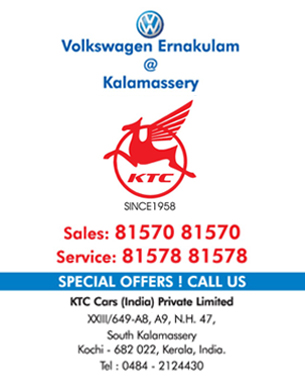 Volkswagen Ernakulam
@
Kalamassery
KTC
SINCE1958
Sales: 81570 81570
Service: 81578 81578
SPECIAL OFFERS ! CALL US
KTC Cars (India) Private Limited
XXIII/649-A8, A9, N.H. 47,
South Kalamassery
Kochi - 682 022, Kerala, India.
Tel : 0484 - 2124430